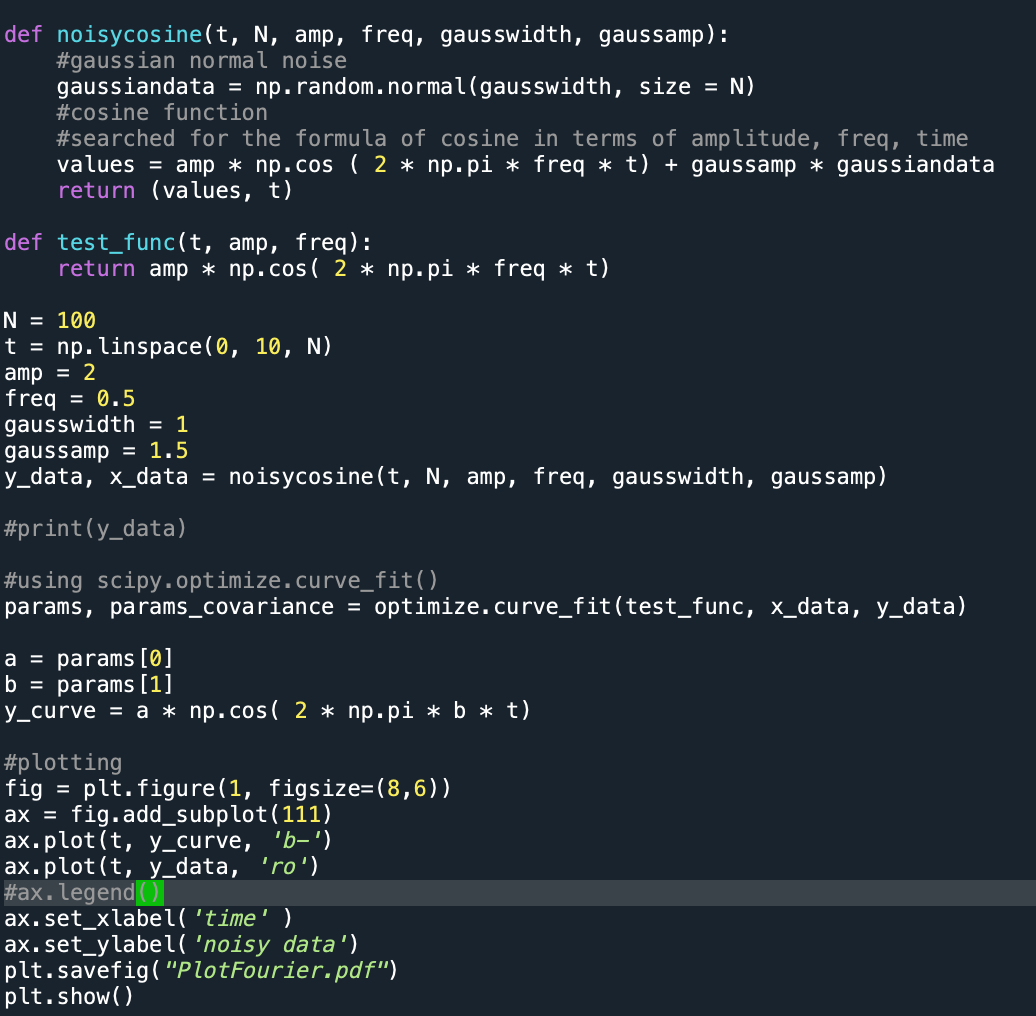 def noisycosine(t, N, amp, freq, gausswidth, gaussamp):
    #gaussian normal noise
    gaussiandata = np.random.normal(gausswidth, size = N)
    #cosine function
    #searched for the formula of cosine in terms of amplitude, freq, time
    values = amp * np.cos ( 2 * np.pi * freq * t) + gaussamp * gaussiandata
    return (values, t)

def test_func(t, amp, freq):
    return amp * np.cos( 2 * np.pi * freq * t)

N = 100
t = np.linspace(0, 10, N)
amp = 2
freq = 0.5
gausswidth = 1
gaussamp = 1.5
y_data, x_data = noisycosine(t, N, amp, freq, gausswidth, gaussamp)

#print(y_data)

#using scipy.optimize.curve_fit()
params, params_covariance = optimize.curve_fit(test_func, x_data, y_data)

a = params[0]
b = params[1]
y_curve = a * np.cos( 2 * np.pi * b * t)

#plotting
fig = plt.figure(1, figsize=(8,6))
ax = fig.add_subplot(111)
ax.plot(t, y_curve, 'b-')
ax.plot(t, y_data, 'ro')
#ax.legend()
ax.set_xlabel('time' )
ax.set_ylabel('noisy data')
plt.savefig("PlotFourier.pdf")
plt.show()